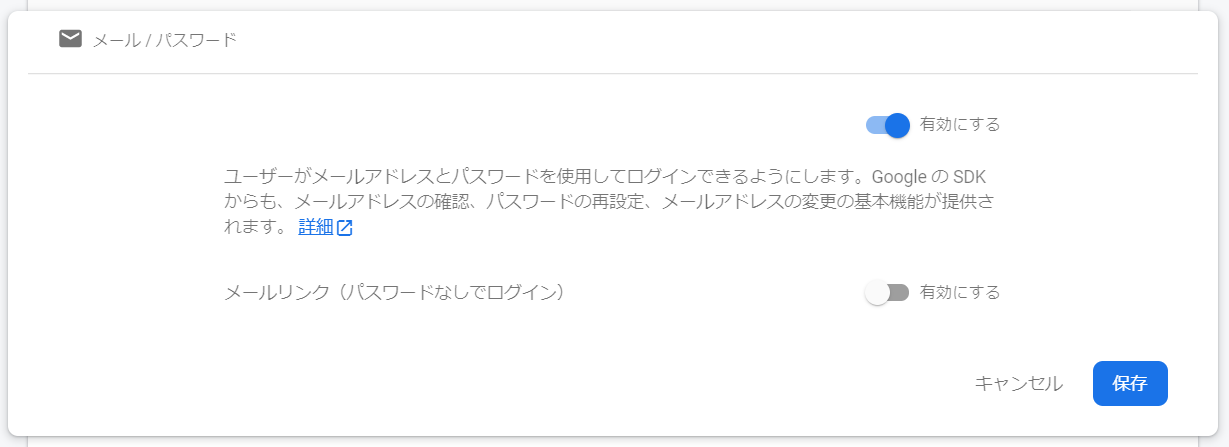 メール / パスワード
有効にする
ユーザーがメールアドレスとパスワードを使用してログインできるようにします。Google の SDK
からも、メールアドレスの確認、パスワードの再設定、メールアドレスの変更の基本機能が提供さ
れます。 詳細
メールリンク（パスワードなしでログイン）
有効にする
キャンセル
保存